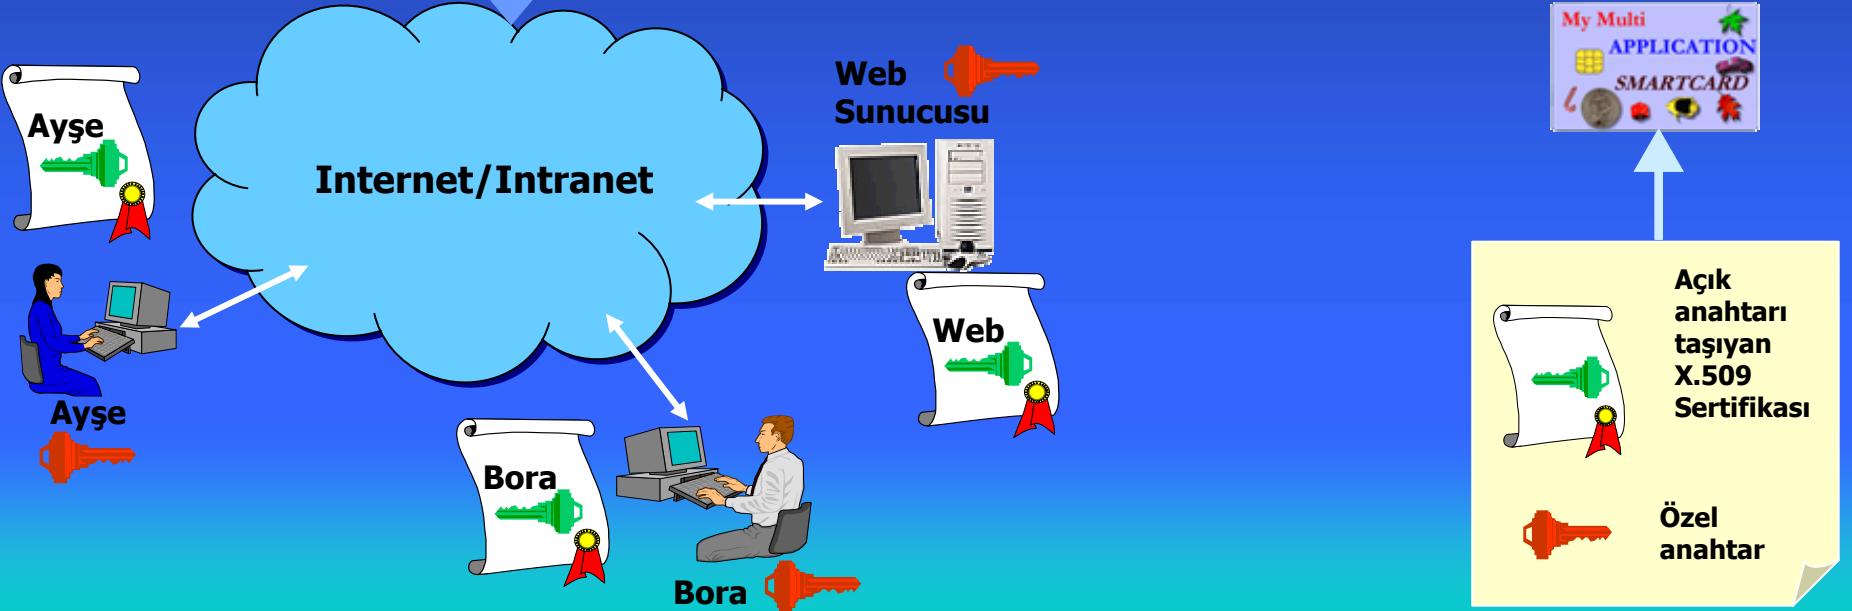 My Multi
APPLICATION
SMARTCARD
Web
Sunucusu
Ayşe
Internet/Intranet
Web
Ayşe
Bora
Bora
Açık
anahtarı
taşıyan
X.509
Sertifikası
Özel
anahtar